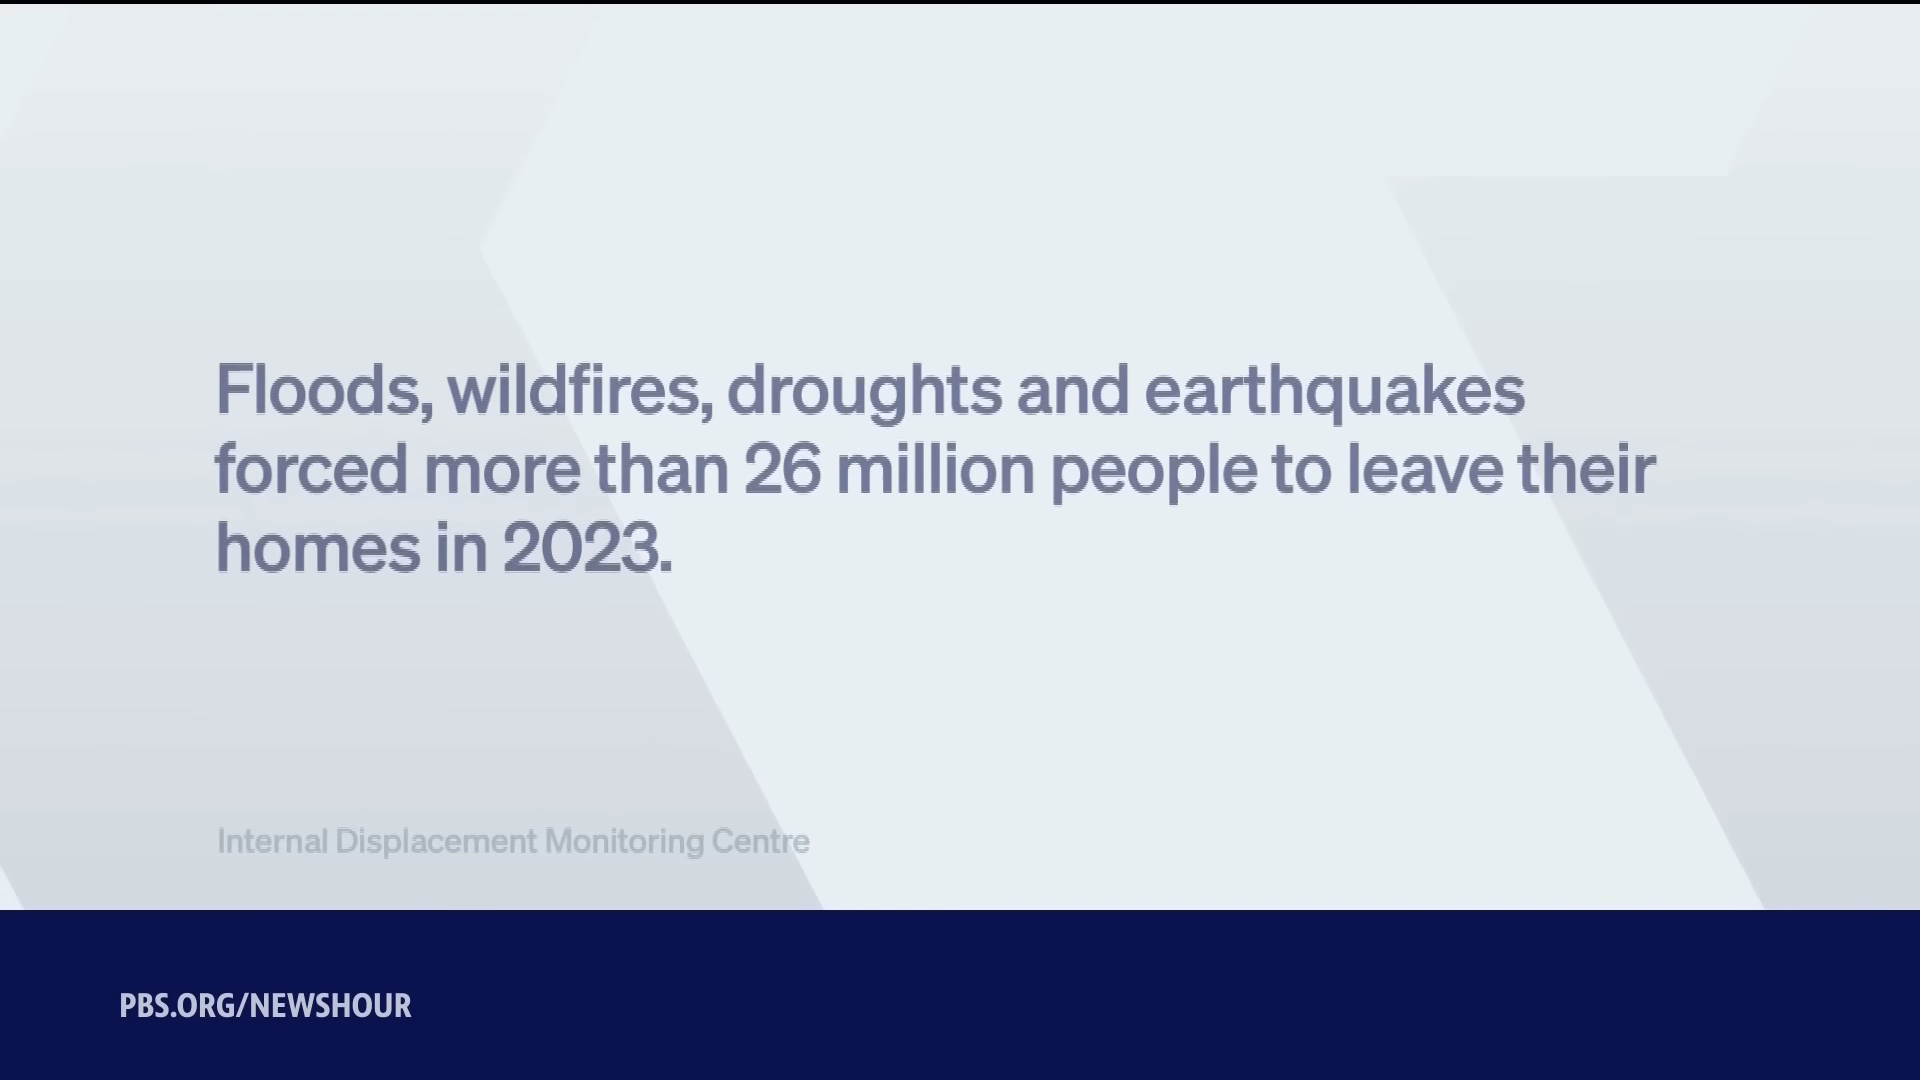 Floods, wildfires, droughts and earthquakes
forced more than 26 million people to leave their
homes in 2023.
Internal Displacement Monitoring Centre
PBS.ORG/NEWSHOUR